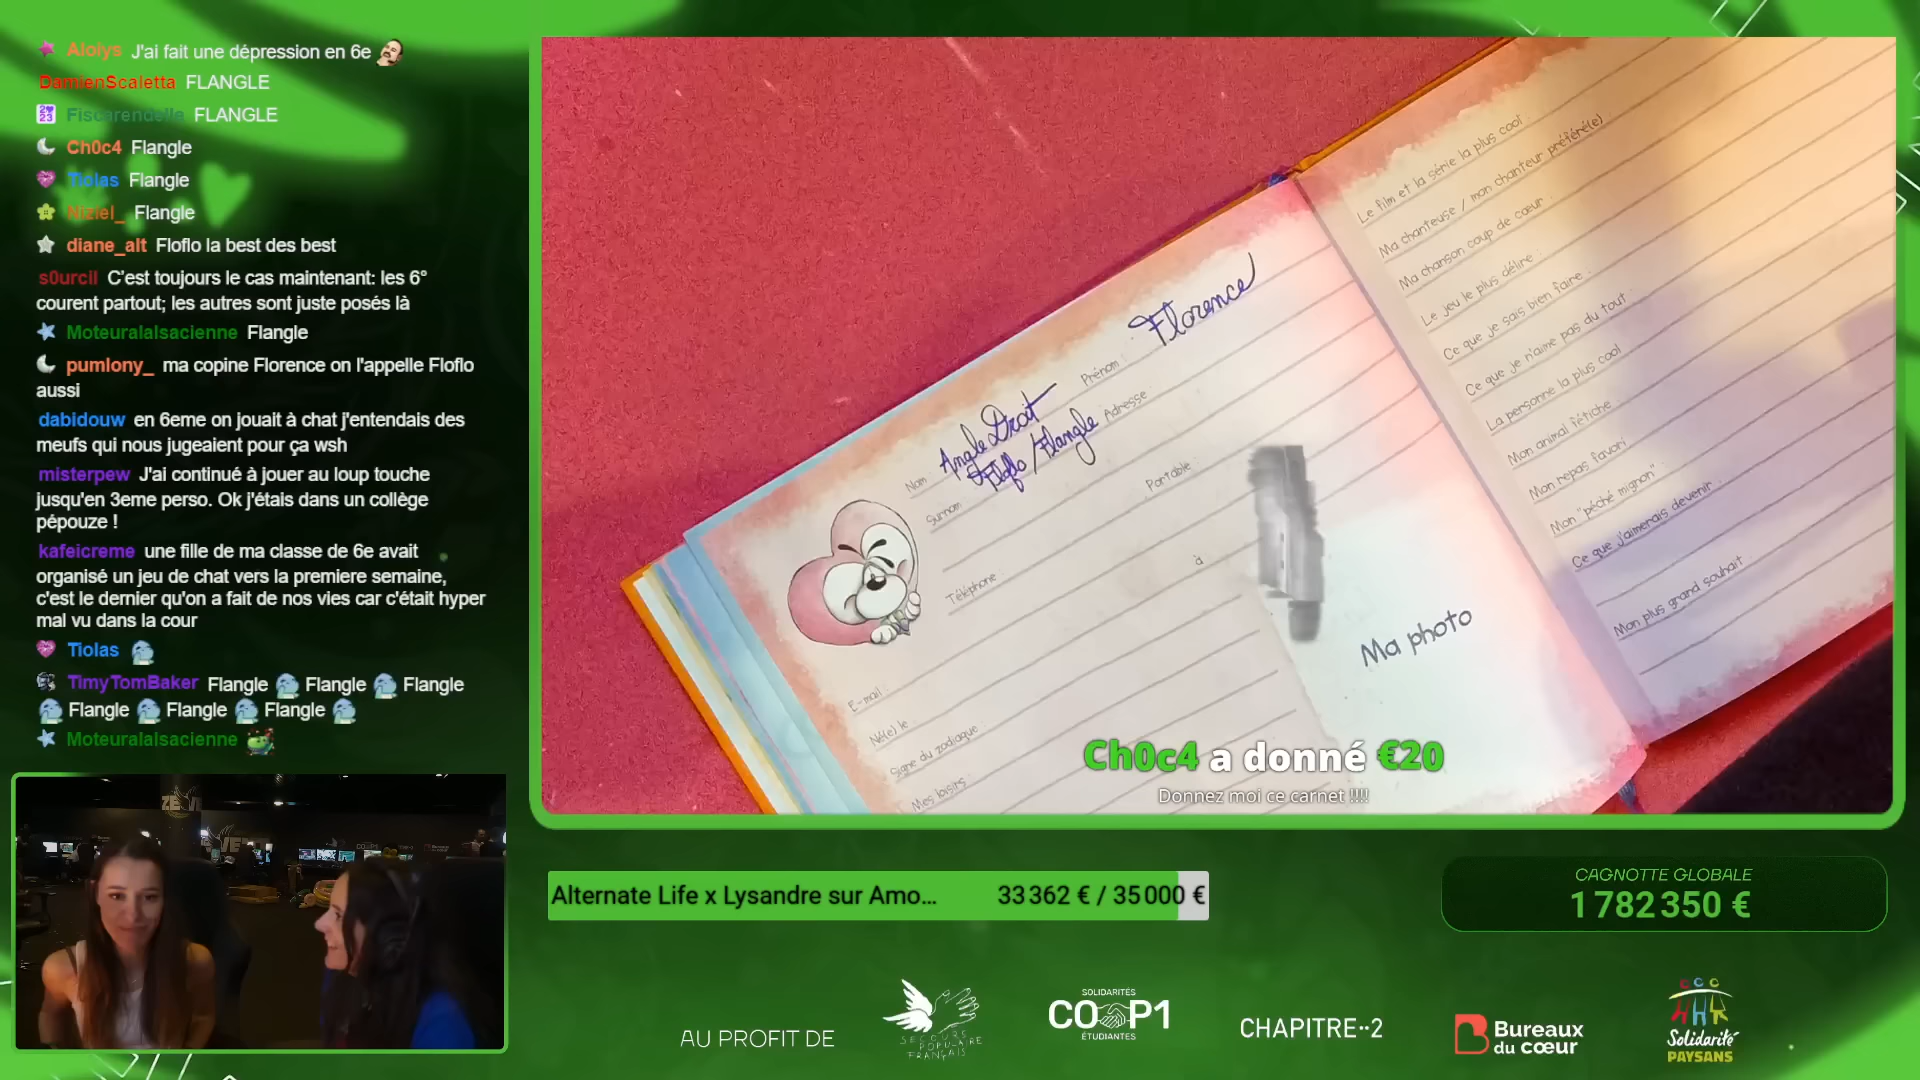 Aloiys J'ai fait une dépression en 6e
DamienScaletta FLANGLE
Fiscarendelle FLANGLE
Ch0c4 Flangle
Tiolas Flangle
Niziel_ Flangle
diane_alt Floflo la best des best
s0urcil C'est toujours le cas maintenant: les 6°
courent partout; les autres sont juste posés là
Moteuralalsacienne Flangle
pumlony_ ma copine Florence on l'appelle Floflo
aussi
dabidouw en 6eme on jouait à chat j'entendais des
meufs qui nous jugeaient pour ça wsh
misterpew J'ai continué à jouer au loup touche
jusqu'en 3eme perso. Ok j'étais dans un collège
pépouze !
kafeicreme une fille de ma classe de 6e avait
organisé un jeu de chat vers la premiere semaine,
c'est le dernier qu'on a fait de nos vies car c'était hyper
mal vu dans la cour
Tiolas
TimyTomBaker Flangle Flangle Flangle
Flangle Flangle Flangle
Moteuralalsacienne
Nom Angle Droit Prénom : Florence
Surnom Floflo / Flangle Adresse
Téléphone Portable
à
E-mail
Né(e) le
Signe du zodiaque
Mes loisirs
Ma photo
Le film et la série la plus cool
Ma chanteuse / mon chanteur préféré(e)
Ma chanson coup de cœur
Le jeu le plus délire
Ce que je sais bien faire
Ce que je n'aime pas du tout
La personne la plus cool
Mon animal fétiche
Mon repas favori
Mon "péché mignon"
Ce que j'aimerais devenir
Mon plus grand souhait
Ch0c4 a donné €20
Donnez moi ce carnet !!!!
Alternate Life x Lysandre sur Amo... 33 362 € / 35 000 €
CAGNOTTE GLOBALE
1 782 350 €
AU PROFIT DE
SECOURS
POPULAIRE
FRANÇAIS
SOLIDARITÉS
COP1
ÉTUDIANTES
CHAPITRE··2
Bureaux
du cœur
Solidarité
PAYSANS